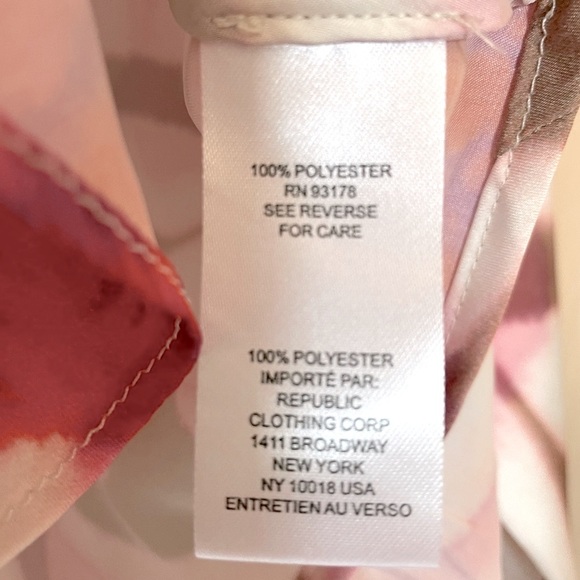 100% POLYESTER
RN 93178
SEE REVERSE
FOR CARE
100% POLYESTER
IMPORTÉ PAR:
REPUBLIC
CLOTHING CORP
1411 BROADWAY
NEW YORK
NY 10018 USA
ENTRETIEN AU VERSO